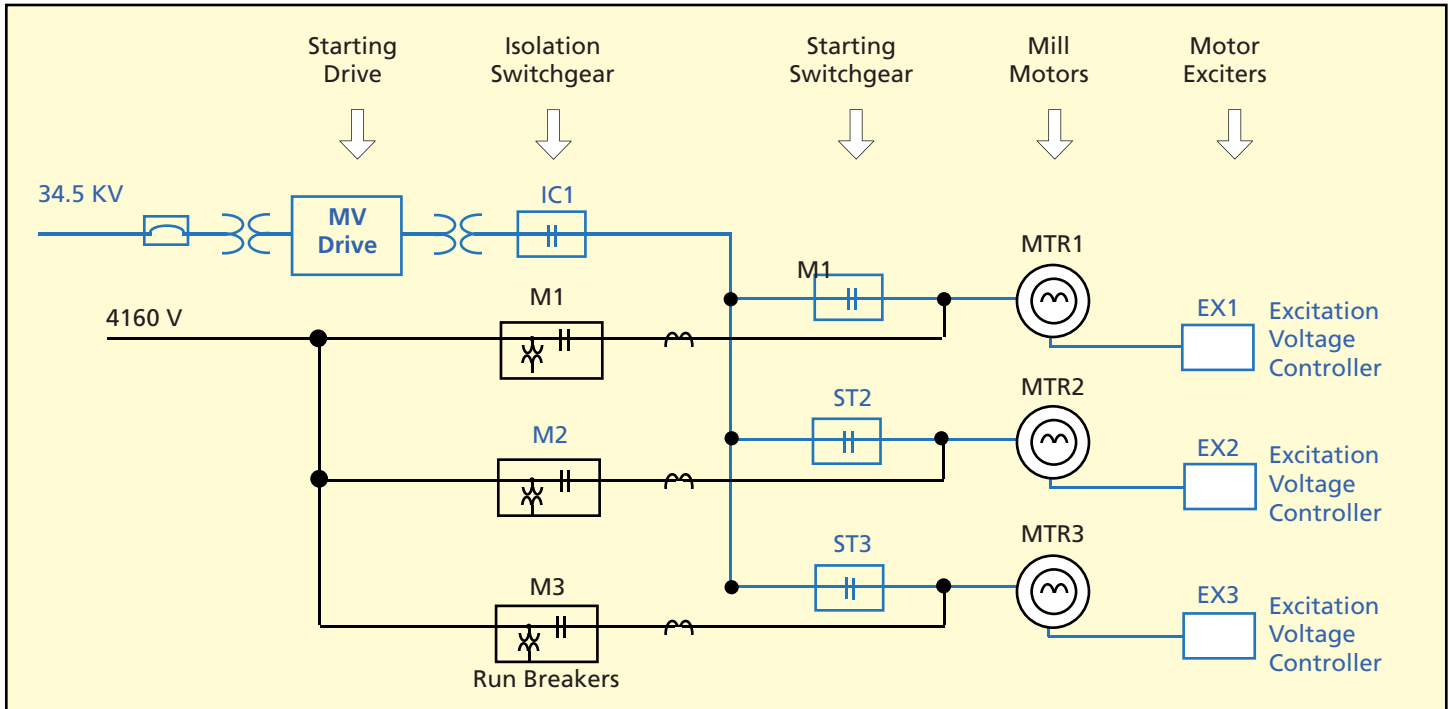 Starting
Drive
Isolation
Switchgear
Starting
Switchgear
Mill
Motors
Motor
Exciters
34.5 KV
MV
Drive
IC1
M1
MTR1
EX1
Excitation
Voltage
Controller
4160 V
M1
ST2
MTR2
M2
EX2
Excitation
Voltage
Controller
ST3
MTR3
M3
EX3
Excitation
Voltage
Controller
Run Breakers